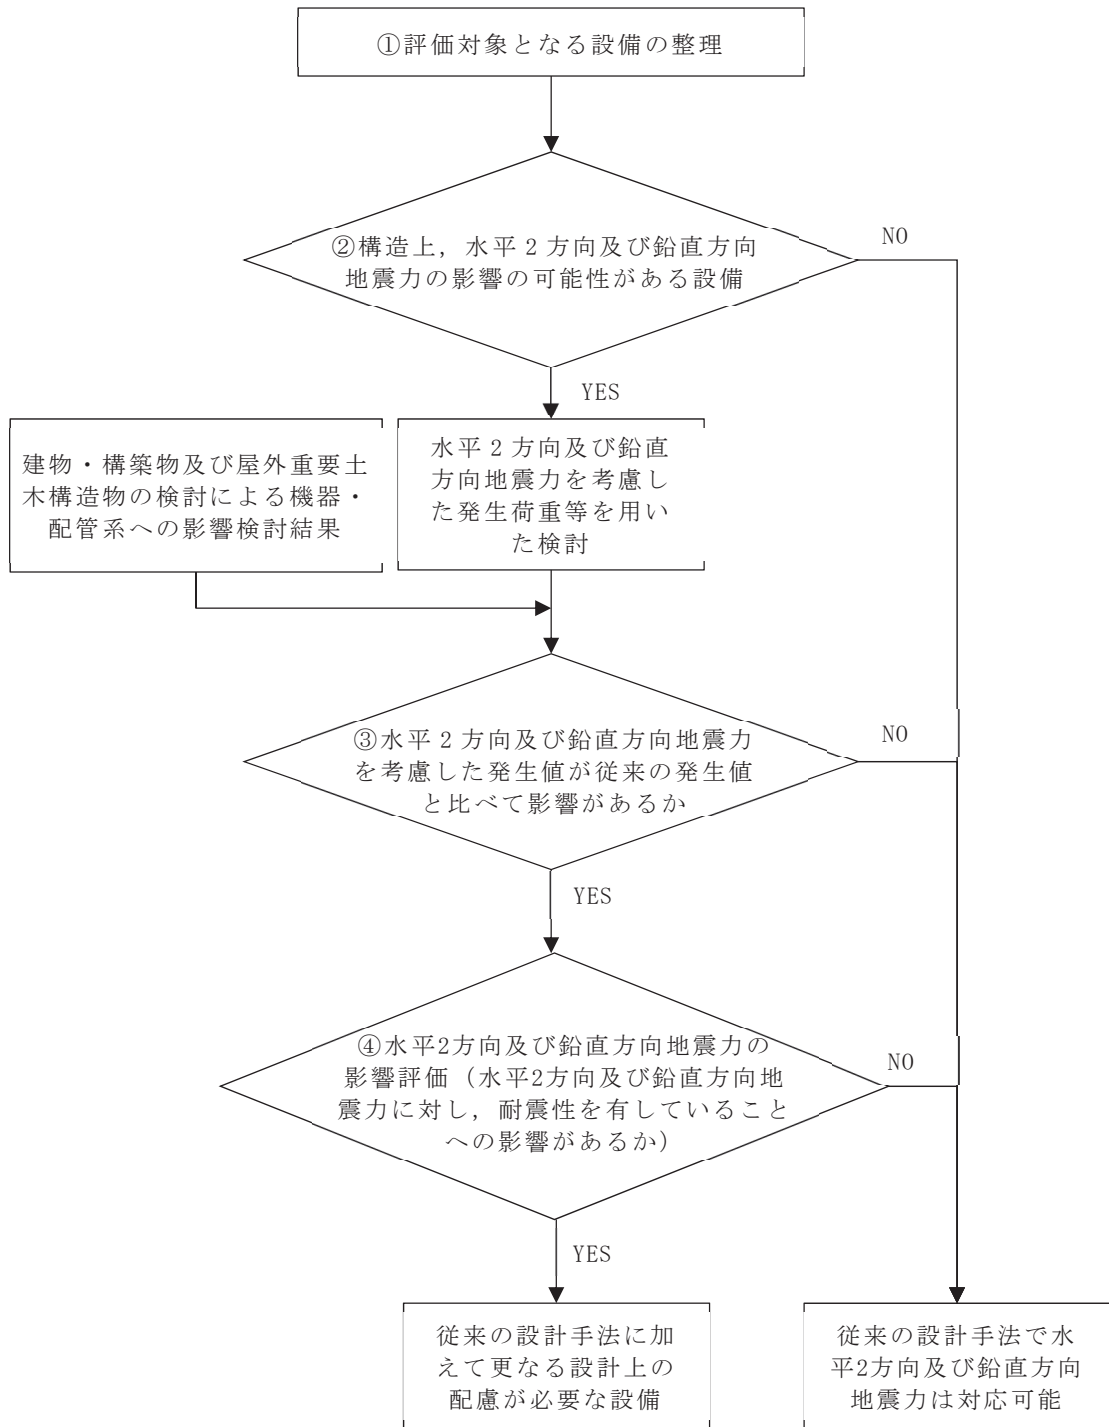 ①評価対象となる設備の整理
②構造上，水平２方向及び鉛直方向
地震力の影響の可能性がある設備
NO
YES
建物・構築物及び屋外重要土
木構造物の検討による機器・
配管系への影響検討結果
水平２方向及び鉛直
方向地震力を考慮し
た発生荷重等を用い
た検討
③水平２方向及び鉛直方向地震力
を考慮した発生値が従来の発生値
と比べて影響があるか
NO
YES
④水平2方向及び鉛直方向地震力の
影響評価（水平2方向及び鉛直方向地
震力に対し，耐震性を有していること
への影響があるか）
NO
YES
従来の設計手法に加
えて更なる設計上の
配慮が必要な設備
従来の設計手法で水
平2方向及び鉛直方向
地震力は対応可能